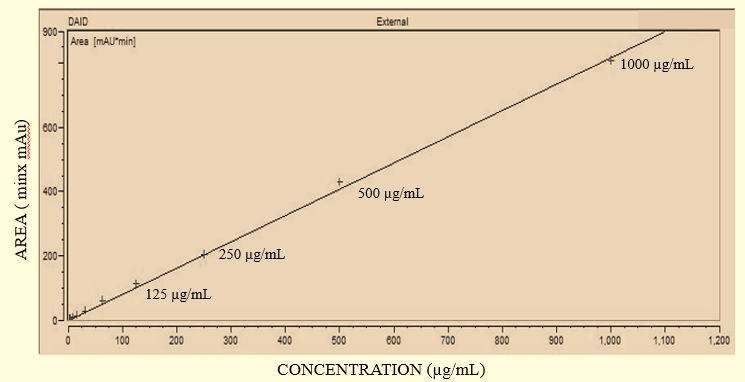 DAID
External
900
Area [mAU*min]
1000 µg/mL
600
AREA ( minx mAu)
400
500 µg/mL
200
250 µg/mL
125 µg/mL
0
0 100 200 300 400 500 600 700 800 900 1,000 1,100 1,200
CONCENTRATION (µg/mL)